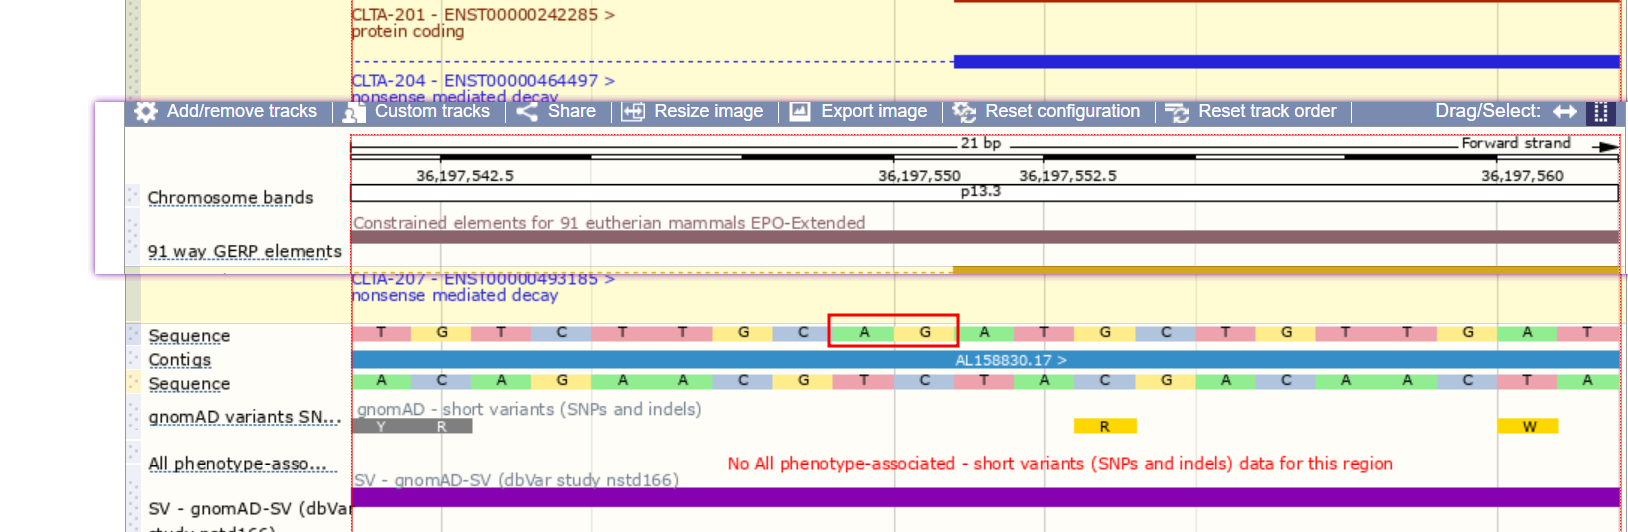 CLTA-201 - ENST00000242285 >
protein coding
CLTA-204 - ENST00000464497 >
nonsense mediated decay
Add/remove tracks Custom tracks Share Resize image Export image Reset configuration Reset track order Drag/Select:
21 bp Forward strand
36,197,542.5 36,197,550 36,197,552.5 36,197,560
Chromosome bands p13.3
Constrained elements for 91 eutherian mammals EPO-Extended
91 way GERP elements
CLTA-207 - ENST00000493185 >
nonsense mediated decay
Sequence T G T C T T G C A G A T G C T G T T G A T
Contigs AL158830.17 >
Sequence A C A G A A C G T C T A C G A C A A C T A
gnomAD variants SN... gnomAD - short variants (SNPs and indels)
Y R R W
All phenotype-asso... No All phenotype-associated - short variants (SNPs and indels) data for this region
SV - gnomAD-SV (dbVar study nstd166)
SV - gnomAD-SV (dbVar
study nstd166)